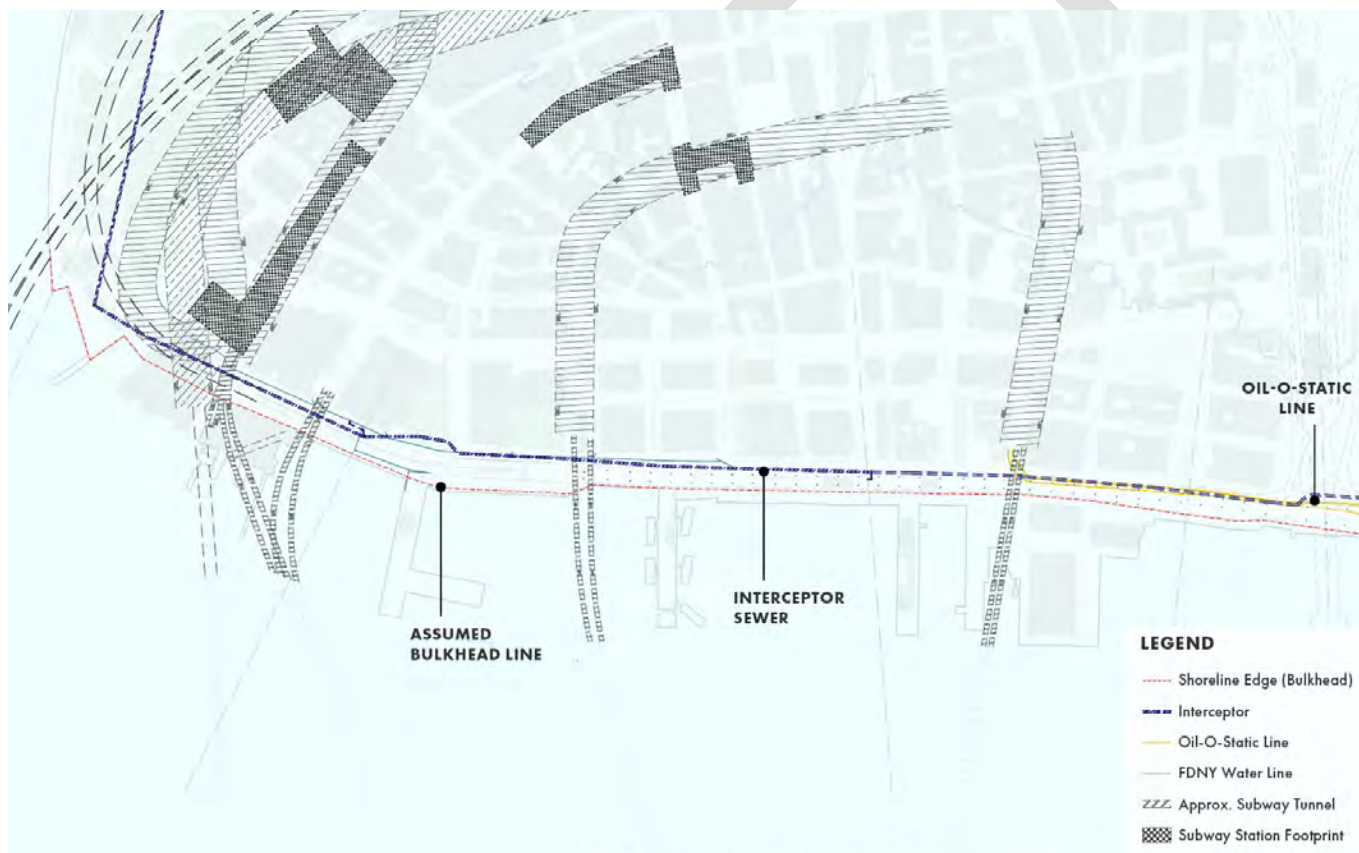 OIL-O-STATIC
LINE
INTERCEPTOR
SEWER
ASSUMED
BULKHEAD LINE
LEGEND
Shoreline Edge (Bulkhead)
Interceptor
Oil-O-Static Line
FDNY Water Line
Approx. Subway Tunnel
Subway Station Footprint